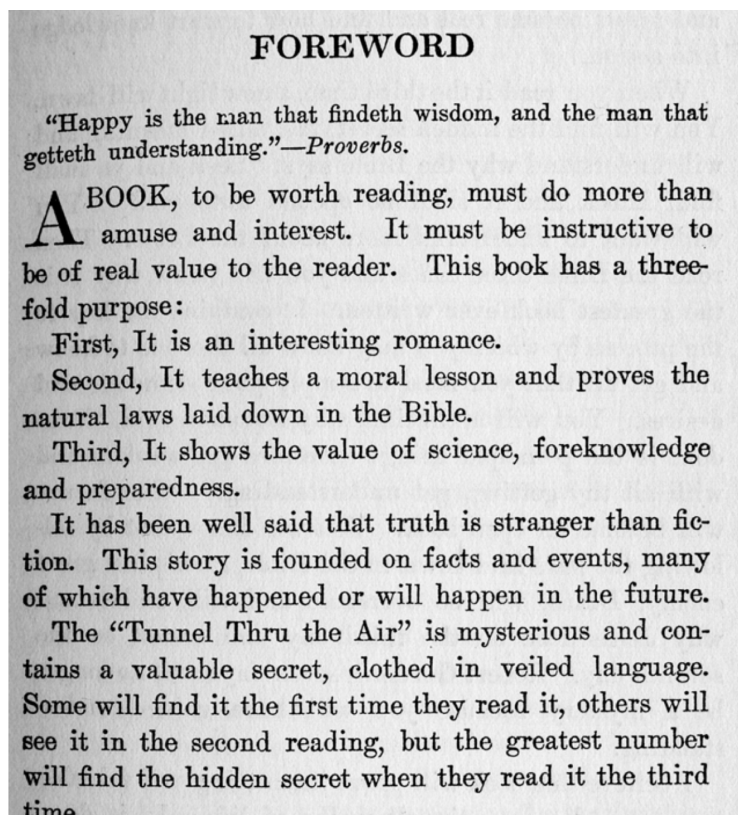 FOREWORD
“Happy is the man that findeth wisdom, and the man that
getteth understanding.”—Proverbs.
A BOOK, to be worth reading, must do more than
amuse and interest. It must be instructive to
be of real value to the reader. This book has a three-
fold purpose:
First, It is an interesting romance.
Second, It teaches a moral lesson and proves the
natural laws laid down in the Bible.
Third, It shows the value of science, foreknowledge
and preparedness.
It has been well said that truth is stranger than fic-
tion. This story is founded on facts and events, many
of which have happened or will happen in the future.
The “Tunnel Thru the Air” is mysterious and con-
tains a valuable secret, clothed in veiled language.
Some will find it the first time they read it, others will
see it in the second reading, but the greatest number
will find the hidden secret when they read it the third
time.